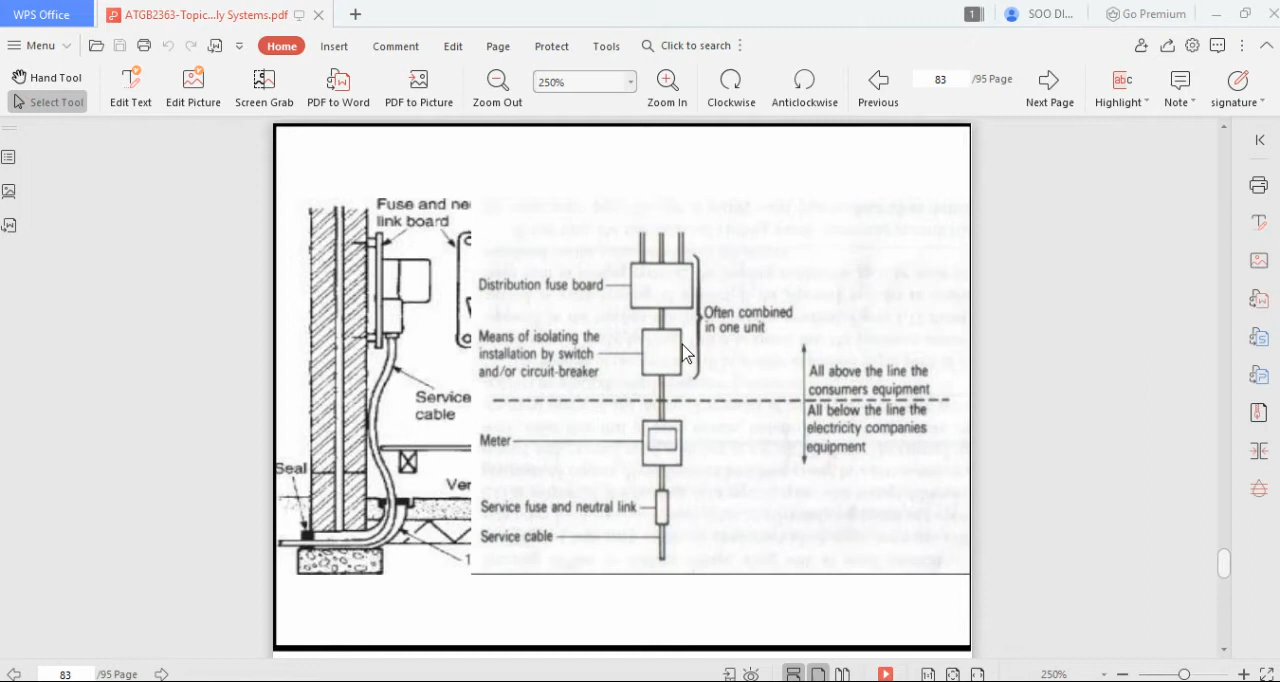 WPS Office
ATGB2363-Topic...ly Systems.pdf
1
SOO DI...
Go Premium
Menu
Home
Insert
Comment
Edit
Page
Protect
Tools
Click to search
Hand Tool
Select Tool
Edit Text
Edit Picture
Screen Grab
PDF to Word
PDF to Picture
Zoom Out
250%
Zoom In
Clockwise
Anticlockwise
Previous
83
/95 Page
Next Page
Highlight
Note
signature
Fuse and ne
link board
Service
cable
Seal
Ver
1
Distribution fuse board
Often combined
in one unit
Means of isolating the
installation by switch
and/or circuit-breaker
All above the line the
consumers equipment
All below the line the
electricity companies
equipment
Meter
Service fuse and neutral link
Service cable
83
/95 Page
250%